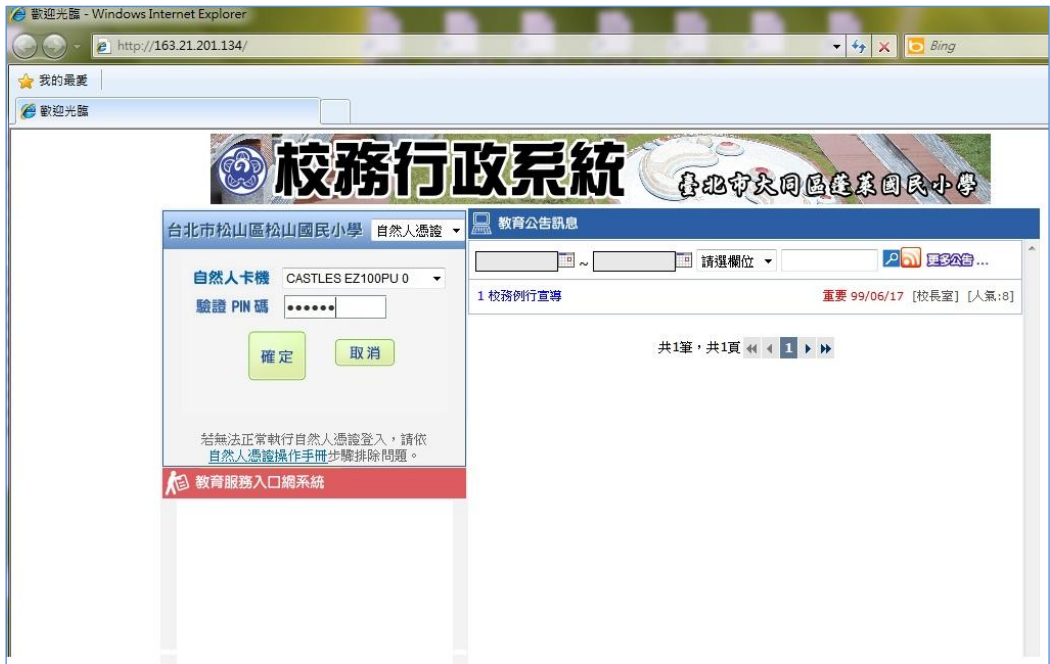 歡迎光臨 - Windows Internet Explorer
http://163.21.201.134/
Bing
我的最愛
歡迎光臨
校務行政系統
臺北市大同區蓬萊國民小學
台北市松山區松山國民小學 自然人憑證
自然人卡機 CASTLES EZ100PU 0
驗證 PIN 碼 ••••••
確定 取消
若無法正常執行自然人憑證登入，請依
自然人憑證操作手冊步驟排除問題。
教育服務入口網系統
教育公告訊息
~ 請選欄位 更多公告...
1 校務例行宣導 重要 99/06/17 [校長室] [人氣:8]
共1筆，共1頁 1